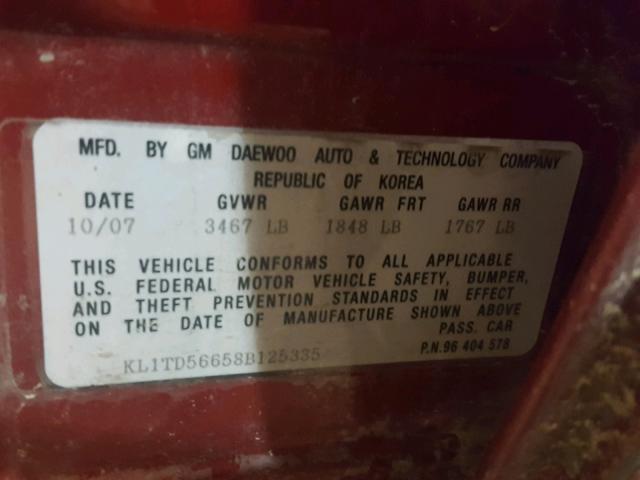 MFD. BY GM DAEWOO AUTO & TECHNOLOGY COMPANY
REPUBLIC OF KOREA
DATE GVWR GAWR FRT GAWR RR
10/07 3467 LB 1848 LB 1767 LB
THIS VEHICLE CONFORMS TO ALL APPLICABLE
U.S. FEDERAL MOTOR VEHICLE SAFETY, BUMPER,
AND THEFT PREVENTION STANDARDS IN EFFECT
ON THE DATE OF MANUFACTURE SHOWN ABOVE
PASS. CAR
KL1TD56658B125335 P.N.96 404 578